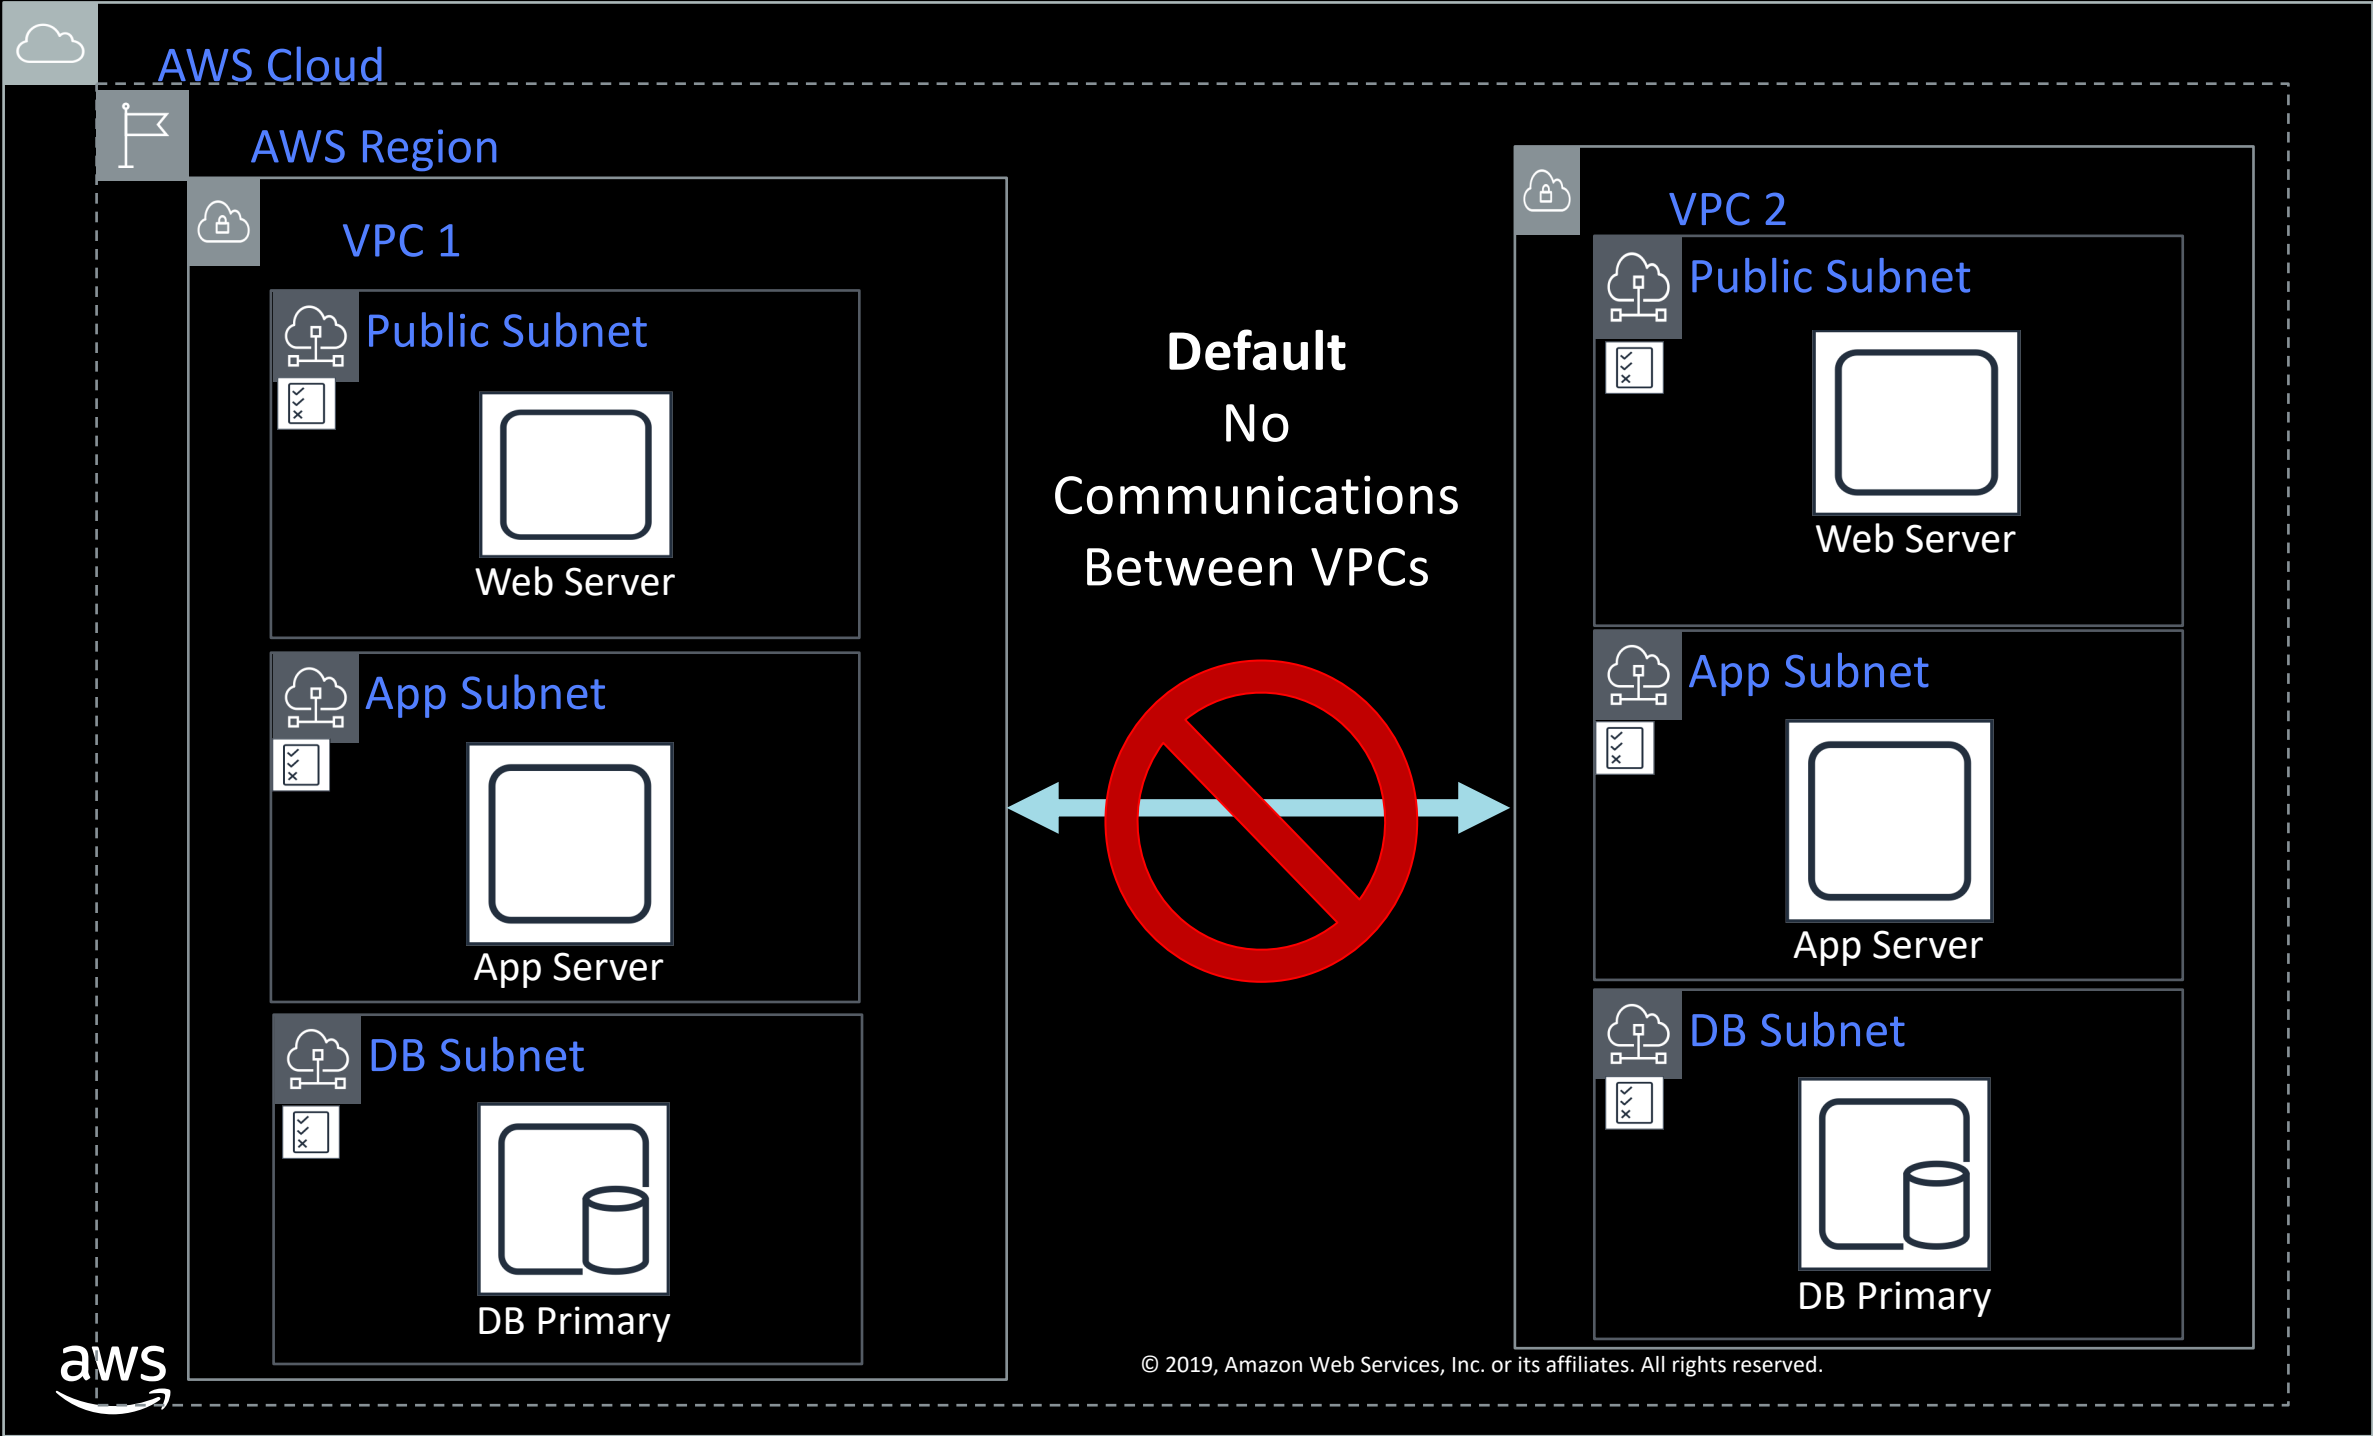 AWS Cloud
AWS Region
VPC 1
Public Subnet
Web Server
App Subnet
App Server
DB Subnet
DB Primary
Default
No
Communications
Between VPCs
VPC 2
Public Subnet
Web Server
App Subnet
App Server
DB Subnet
DB Primary
aws
© 2019, Amazon Web Services, Inc. or its affiliates. All rights reserved.